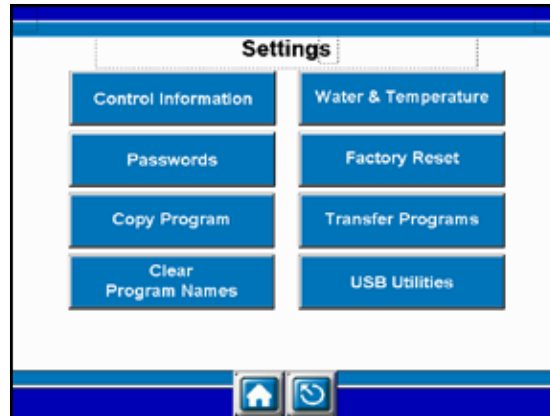 Settings
Control Information
Water & Temperature
Passwords
Factory Reset
Copy Program
Transfer Programs
Clear
Program Names
USB Utilities